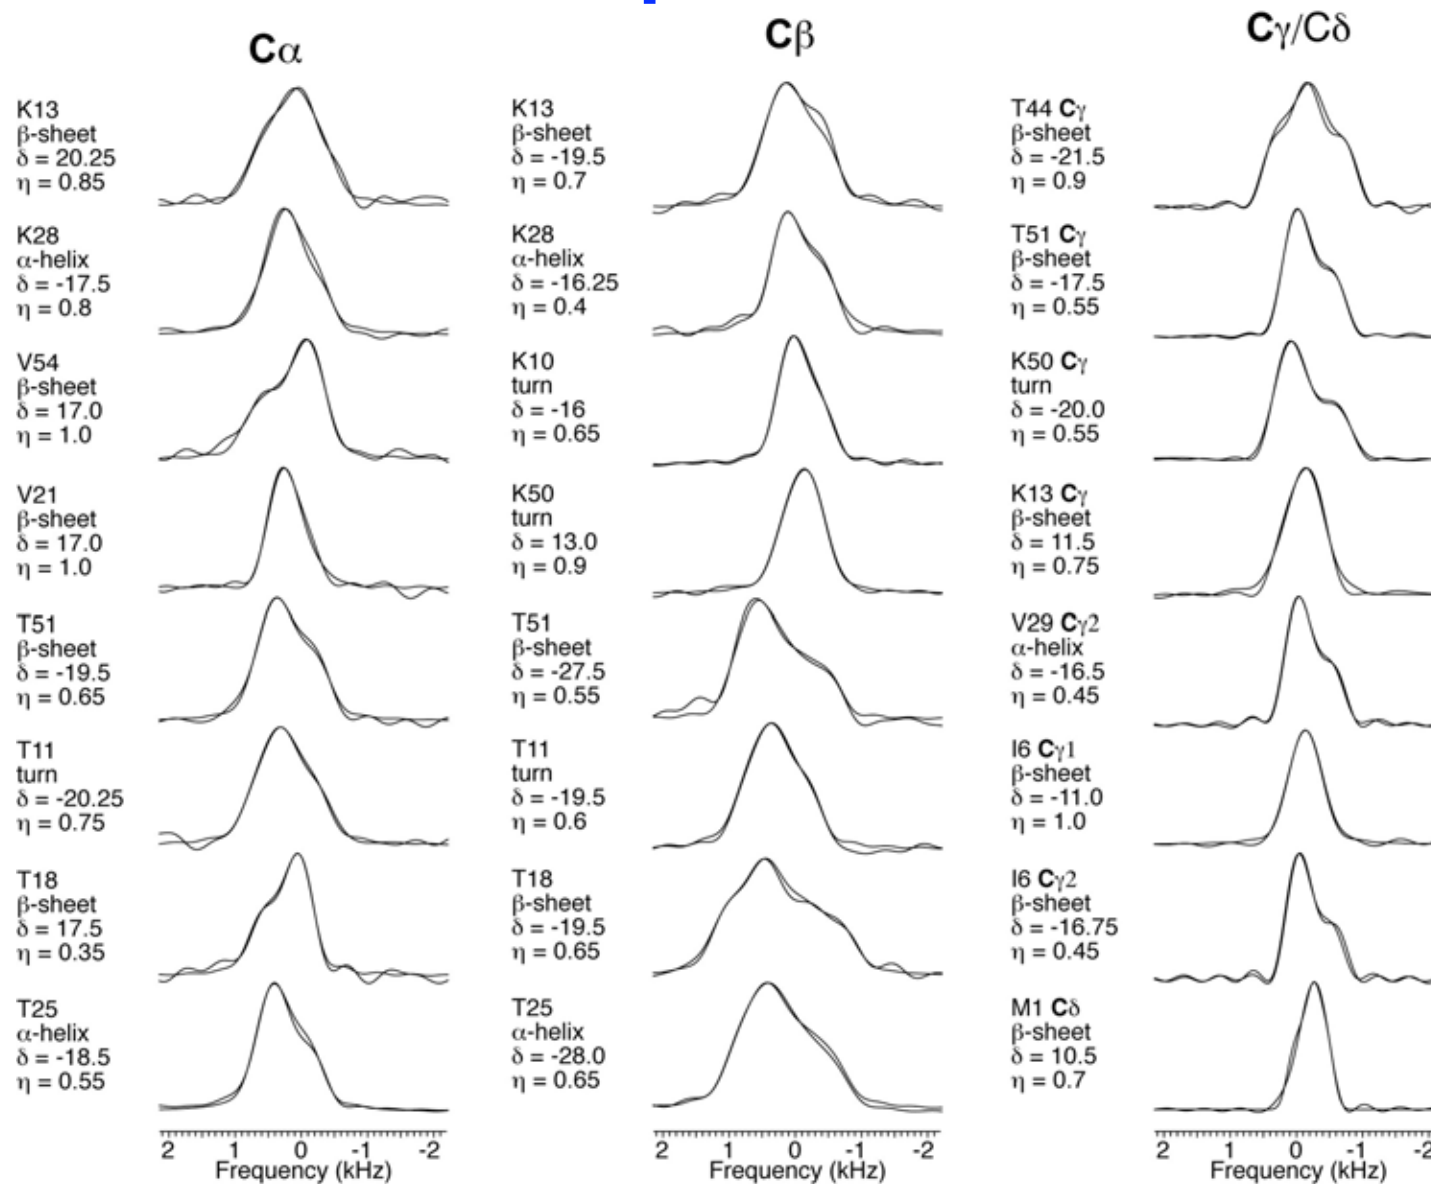 Cα
K13
β-sheet
δ = 20.25
η = 0.85
K28
α-helix
δ = -17.5
η = 0.8
V54
β-sheet
δ = 17.0
η = 1.0
V21
β-sheet
δ = 17.0
η = 1.0
T51
β-sheet
δ = -19.5
η = 0.65
T11
turn
δ = -20.25
η = 0.75
T18
β-sheet
δ = 17.5
η = 0.35
T25
α-helix
δ = -18.5
η = 0.55
2 1 0 -1 -2
Frequency (kHz)
Cβ
K13
β-sheet
δ = -19.5
η = 0.7
K28
α-helix
δ = -16.25
η = 0.4
K10
turn
δ = -16
η = 0.65
K50
turn
δ = 13.0
η = 0.9
T51
β-sheet
δ = -27.5
η = 0.55
T11
turn
δ = -19.5
η = 0.6
T18
β-sheet
δ = -19.5
η = 0.65
T25
α-helix
δ = -28.0
η = 0.65
2 1 0 -1 -2
Frequency (kHz)
Cγ/Cδ
T44 Cγ
β-sheet
δ = -21.5
η = 0.9
T51 Cγ
β-sheet
δ = -17.5
η = 0.55
K50 Cγ
turn
δ = -20.0
η = 0.55
K13 Cγ
β-sheet
δ = 11.5
η = 0.75
V29 Cγ2
α-helix
δ = -16.5
η = 0.45
I6 Cγ1
β-sheet
δ = -11.0
η = 1.0
I6 Cγ2
β-sheet
δ = -16.75
η = 0.45
M1 Cδ
β-sheet
δ = 10.5
η = 0.7
2 1 0 -1 -2
Frequency (kHz)